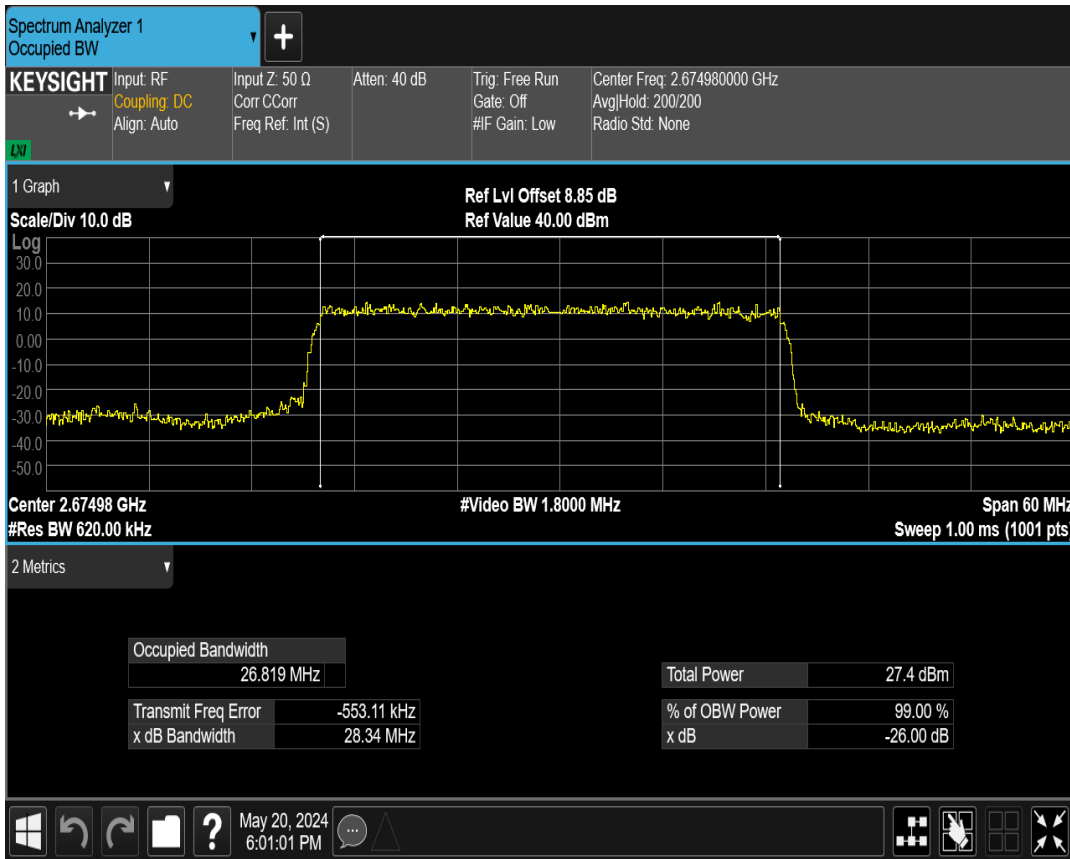 Spectrum Analyzer 1
Occupied BW
+
KEYSIGHT
LXI
Input: RF
Coupling: DC
Align: Auto
Input Z: 50 Ω
Corr CCorr
Freq Ref: Int (S)
Atten: 40 dB
Trig: Free Run
Gate: Off
#IF Gain: Low
Center Freq: 2.674980000 GHz
Avg|Hold: 200/200
Radio Std: None
1 Graph
Scale/Div 10.0 dB
Ref Lvl Offset 8.85 dB
Ref Value 40.00 dBm
Log
30.0
20.0
10.0
0.00
-10.0
-20.0
-30.0
-40.0
-50.0
Center 2.67498 GHz
#Video BW 1.8000 MHz
Span 60 MHz
#Res BW 620.00 kHz
Sweep 1.00 ms (1001 pts)
2 Metrics
Occupied Bandwidth
26.819 MHz
Total Power 27.4 dBm
Transmit Freq Error -553.11 kHz
% of OBW Power 99.00 %
x dB Bandwidth 28.34 MHz
x dB -26.00 dB
?
May 20, 2024
6:01:01 PM